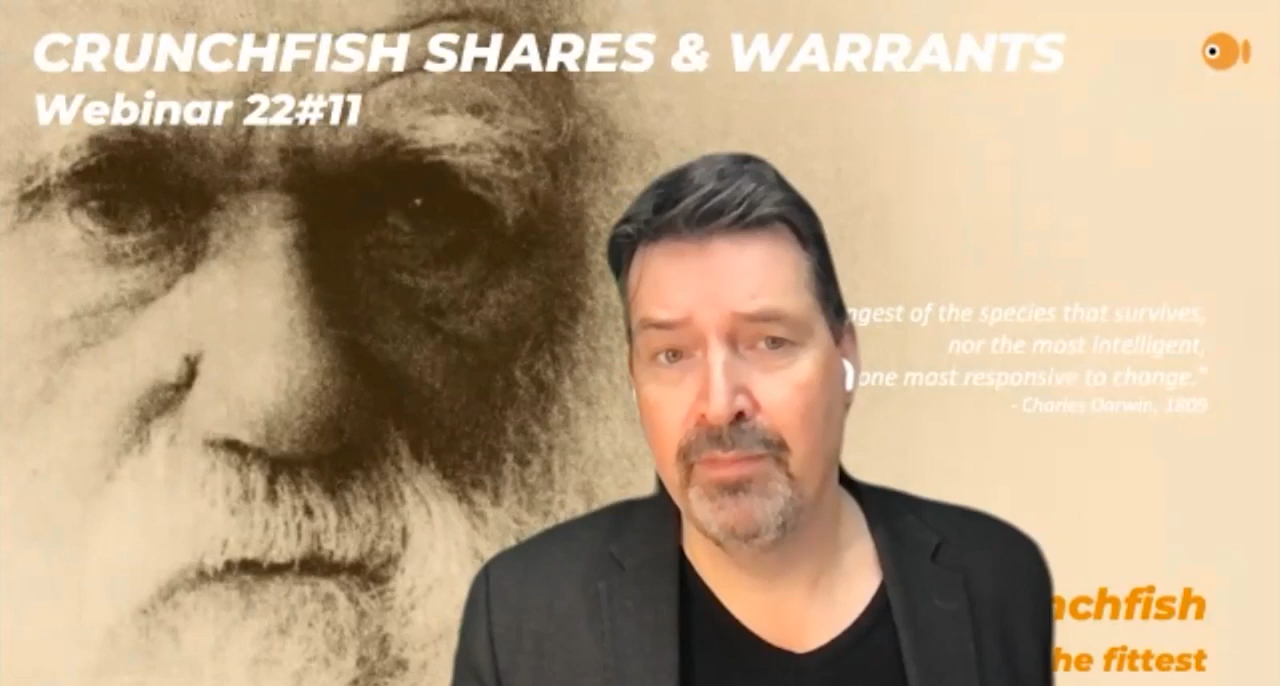 CRUNCHFISH SHARES & WARRANTS
Webinar 22#11
ngest of the species that survives,
nor the most intelligent,
one most responsive to change."
- Charles Darwin, 1809
nchfish
he fittest